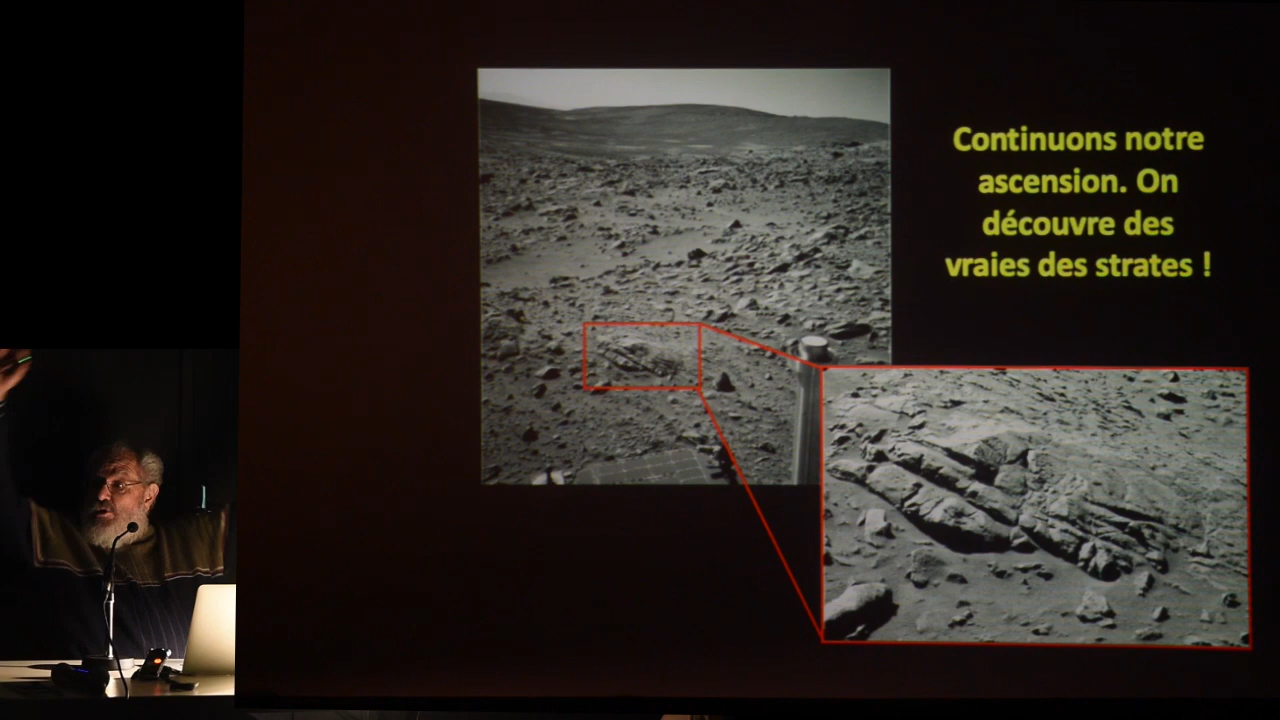 Continuons notre
ascension. On
découvre des
vraies des strates !